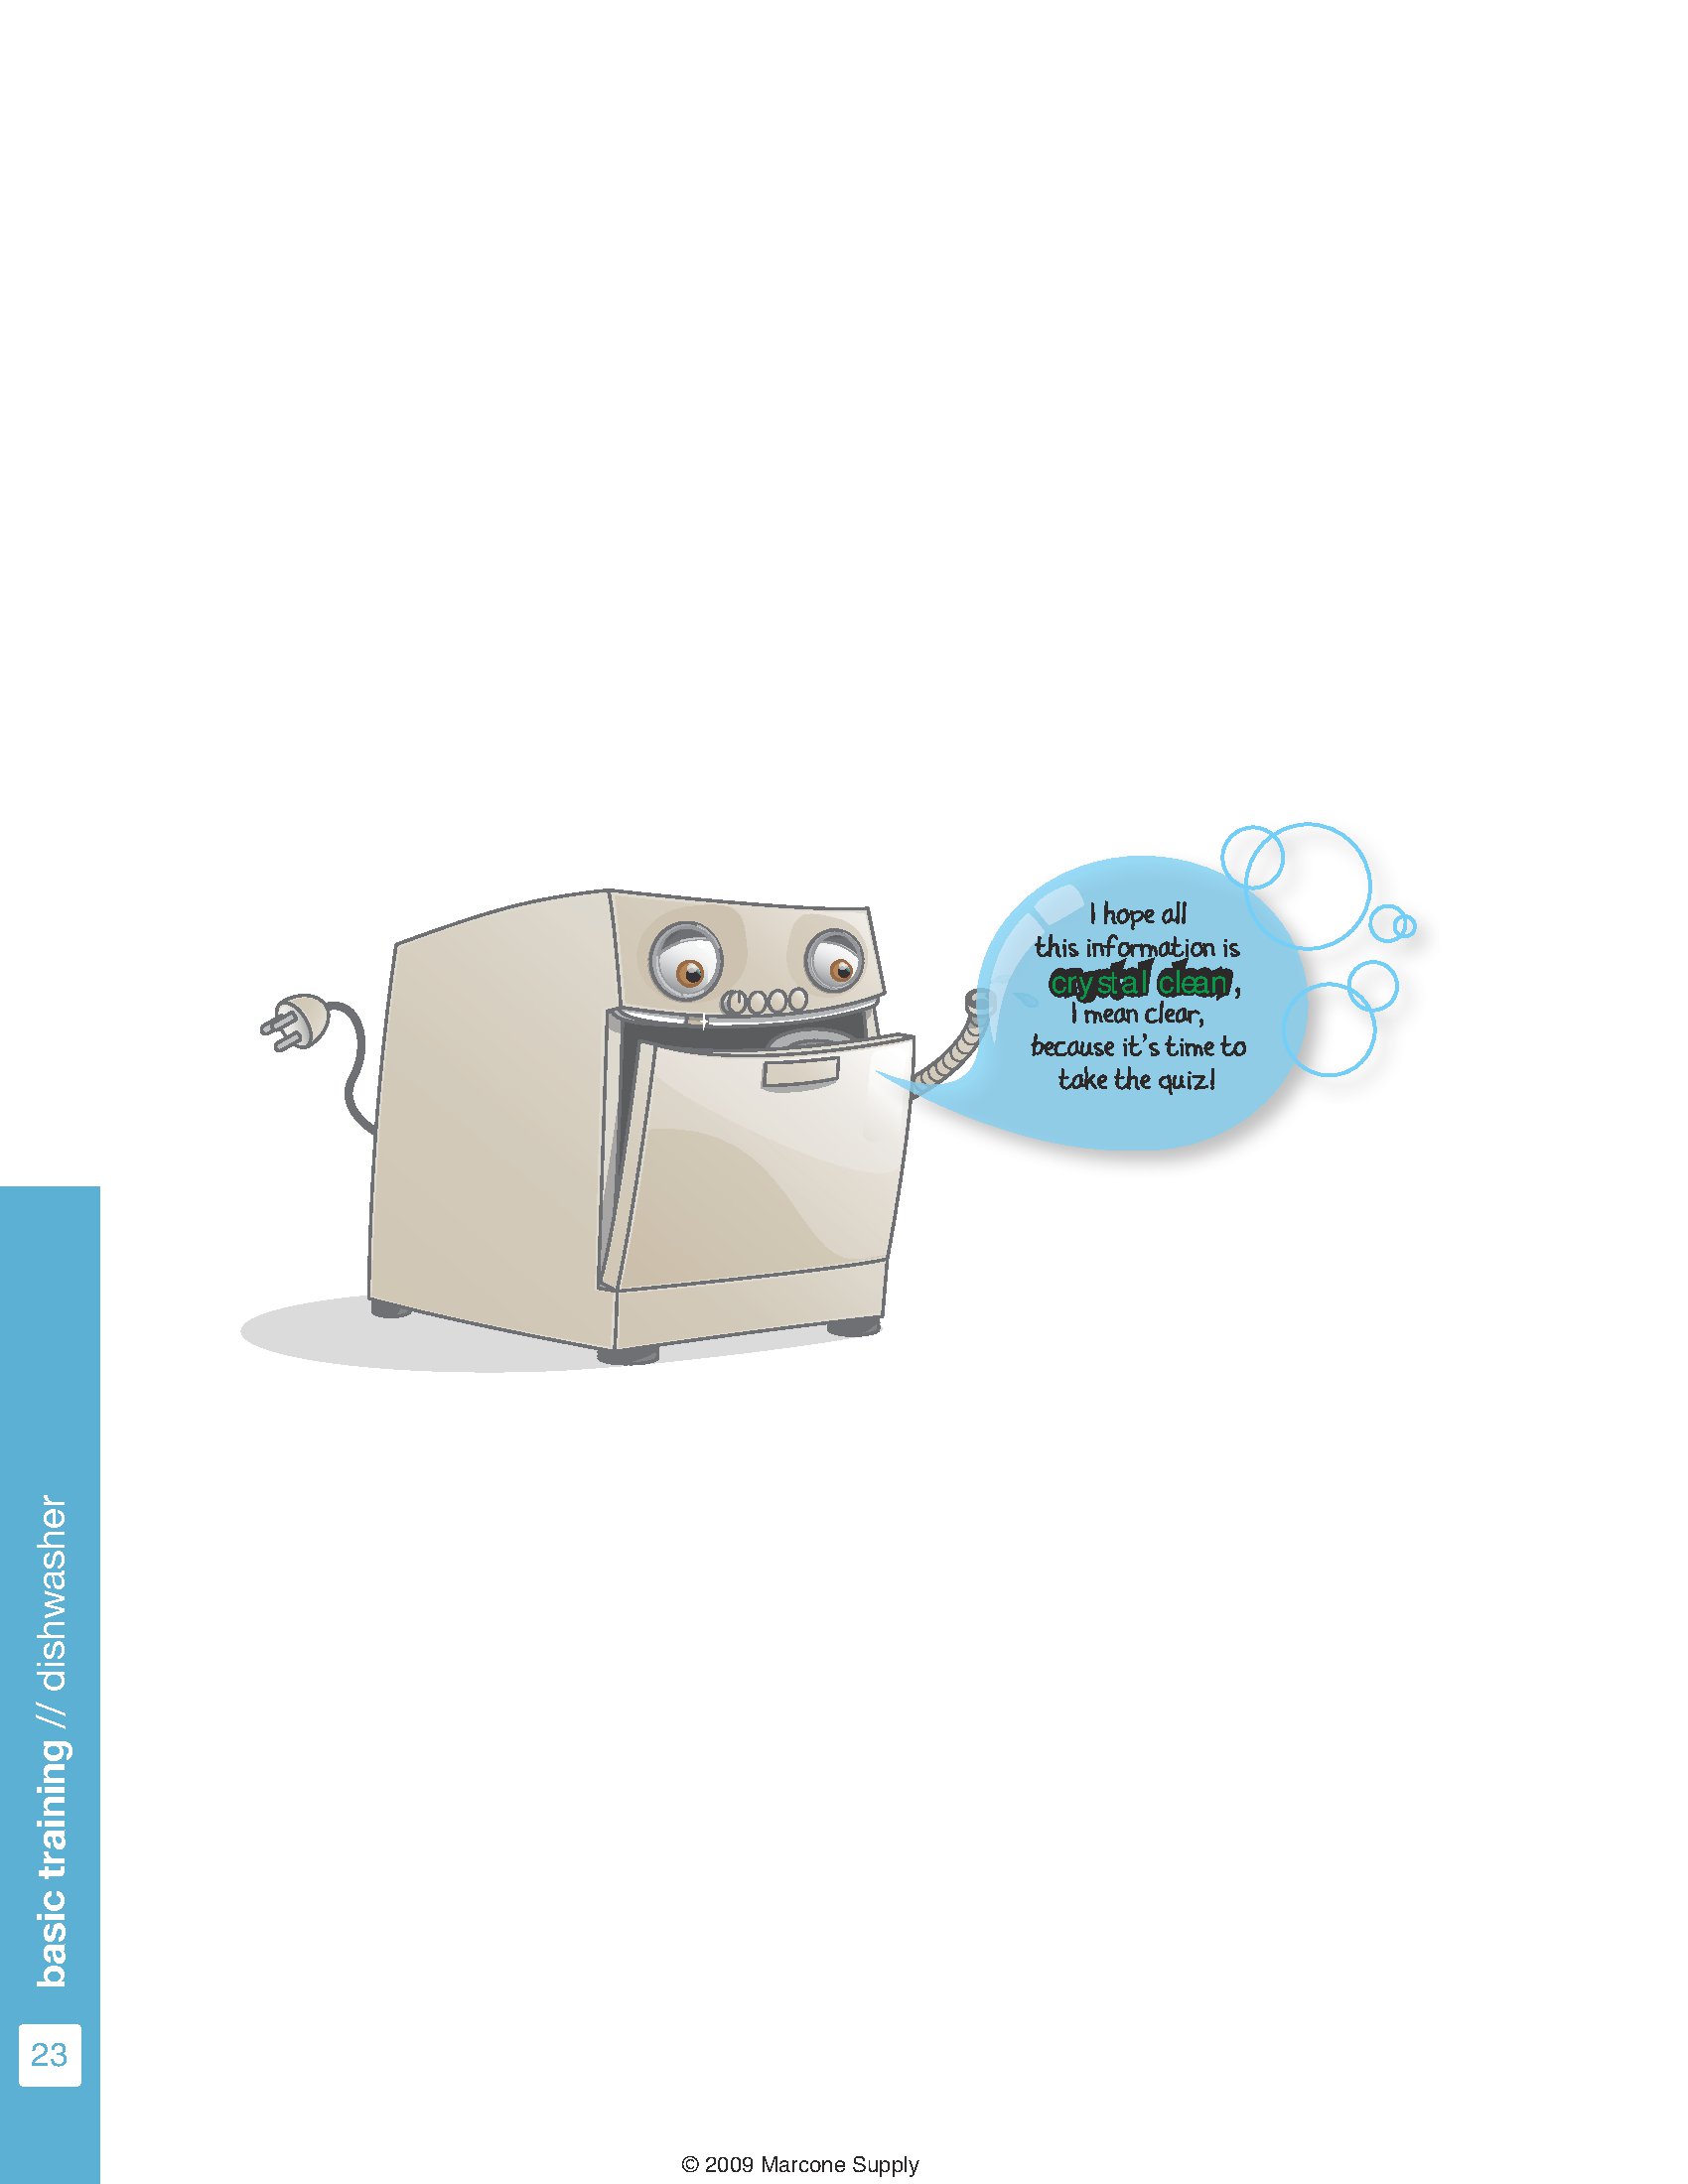 I hope all
this information is
crystal clean,
I mean clear,
because it's time to
take the quiz!
basic training // dishwasher
23
© 2009 Marcone Supply